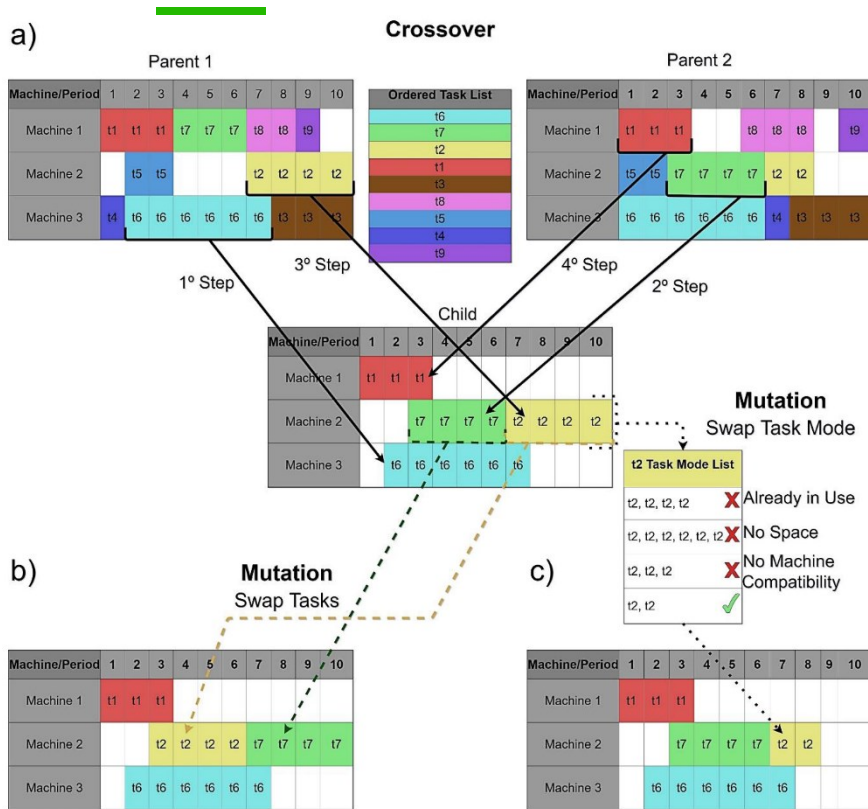 a)
Crossover
Parent 1
Parent 2
Machine/Period 1 2 3 4 5 6 7 8 9 10
Machine 1 t1 t1 t1 t7 t7 t7 t8 t8 t9
Machine 2 t5 t5 t2 t2 t2 t2
Machine 3 t4 t6 t6 t6 t6 t6 t6 t3 t3 t3
Ordered Task List
t6
t7
t2
t1
t3
t8
t5
t4
t9
Machine/Period 1 2 3 4 5 6 7 8 9 10
Machine 1 t1 t1 t1 t8 t8 t8 t9
Machine 2 t5 t5 t7 t7 t7 t7 t2 t2
Machine 3 t6 t6 t6 t6 t6 t6 t4 t3 t3 t3
1º Step
3º Step
4º Step
2º Step
Child
Machine/Period 1 2 3 4 5 6 7 8 9 10
Machine 1 t1 t1 t1
Machine 2 t7 t7 t7 t7 t2 t2 t2 t2
Machine 3 t6 t6 t6 t6 t6 t6
Mutation
Swap Task Mode
t2 Task Mode List
t2, t2, t2, t2 X Already in Use
t2, t2, t2, t2, t2, t2 X No Space
t2, t2, t2 X No Machine
Compatibility
t2, t2
b)
Mutation
Swap Tasks
Machine/Period 1 2 3 4 5 6 7 8 9 10
Machine 1 t1 t1 t1
Machine 2 t2 t2 t2 t2 t7 t7 t7 t7
Machine 3 t6 t6 t6 t6 t6 t6
c)
Machine/Period 1 2 3 4 5 6 7 8 9 10
Machine 1 t1 t1 t1
Machine 2 t7 t7 t7 t7 t2 t2
Machine 3 t6 t6 t6 t6 t6 t6